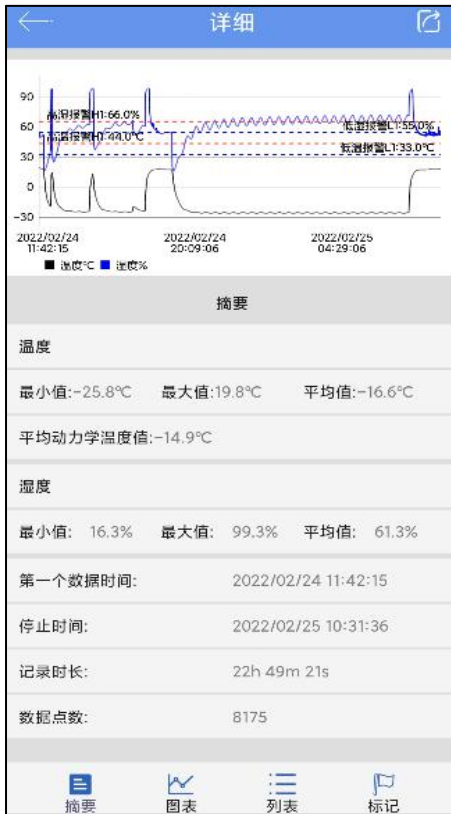 详细
90
60
30
0
-30
高湿报警H1:66.0%
高温报警H1:44.0℃
低湿报警L1:55.0%
低温报警L1:33.0℃
2022/02/24
11:42:15
2022/02/24
20:09:06
2022/02/25
04:29:06
温度℃ 湿度%
摘要
温度
最小值:-25.8℃ 最大值:19.8℃ 平均值:-16.6℃
平均动力学温度值:-14.9℃
湿度
最小值: 16.3% 最大值: 99.3% 平均值: 61.3%
第一个数据时间: 2022/02/24 11:42:15
停止时间: 2022/02/25 10:31:36
记录时长: 22h 49m 21s
数据点数: 8175
摘要 图表 列表 标记